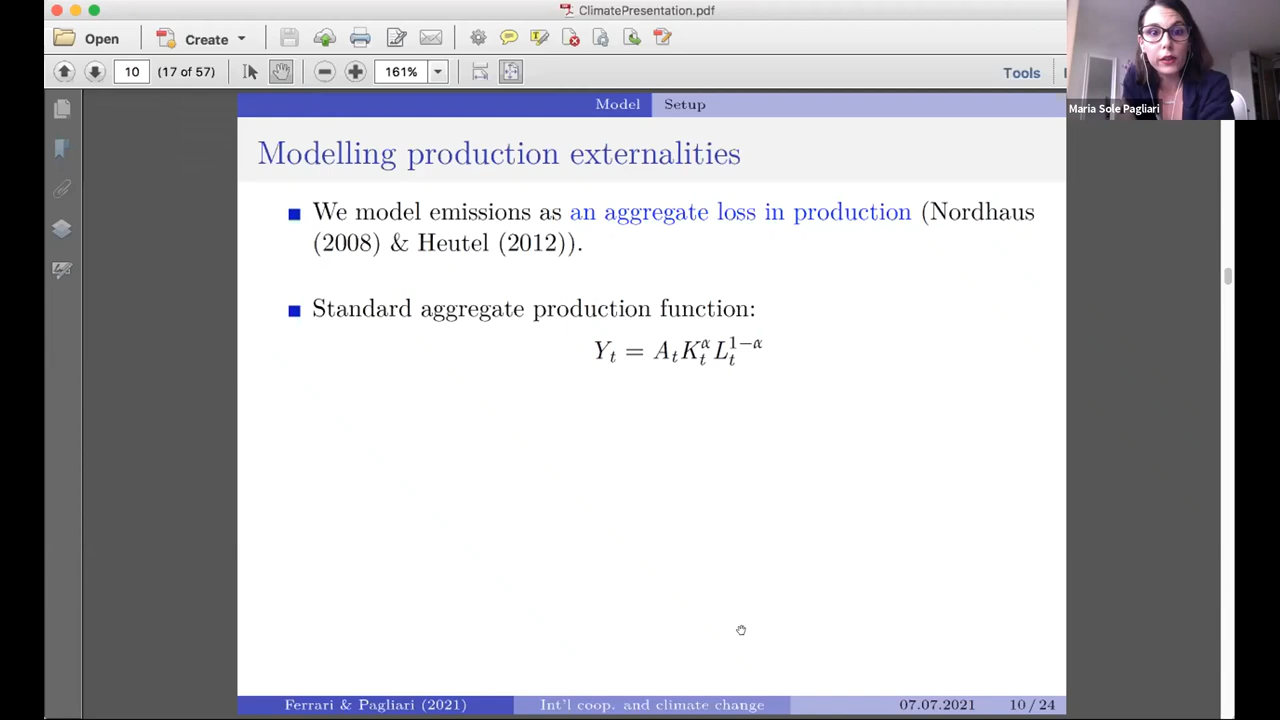 ClimatePresentation.pdf
Open
Create
10
(17 of 57)
161%
Tools
Maria Sole Pagliari
Model
Setup
Modelling production externalities
We model emissions as an aggregate loss in production (Nordhaus
(2008) & Heutel (2012)).
Standard aggregate production function:
Y_t = A_t K_t^α L_t^{1−α}
Ferrari & Pagliari (2021)
Int'l coop. and climate change
07.07.2021
10 / 24